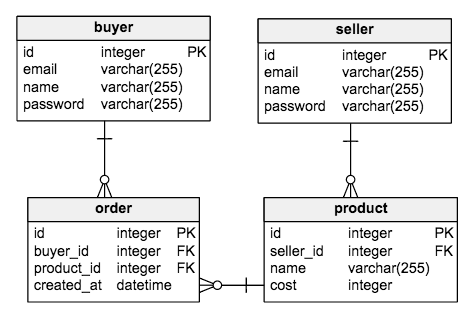 buyer
id integer PK
email varchar(255)
name varchar(255)
password varchar(255)
seller
id integer PK
email varchar(255)
name varchar(255)
password varchar(255)
order
id integer PK
buyer_id integer FK
product_id integer FK
created_at datetime
product
id integer PK
seller_id integer FK
name varchar(255)
cost integer